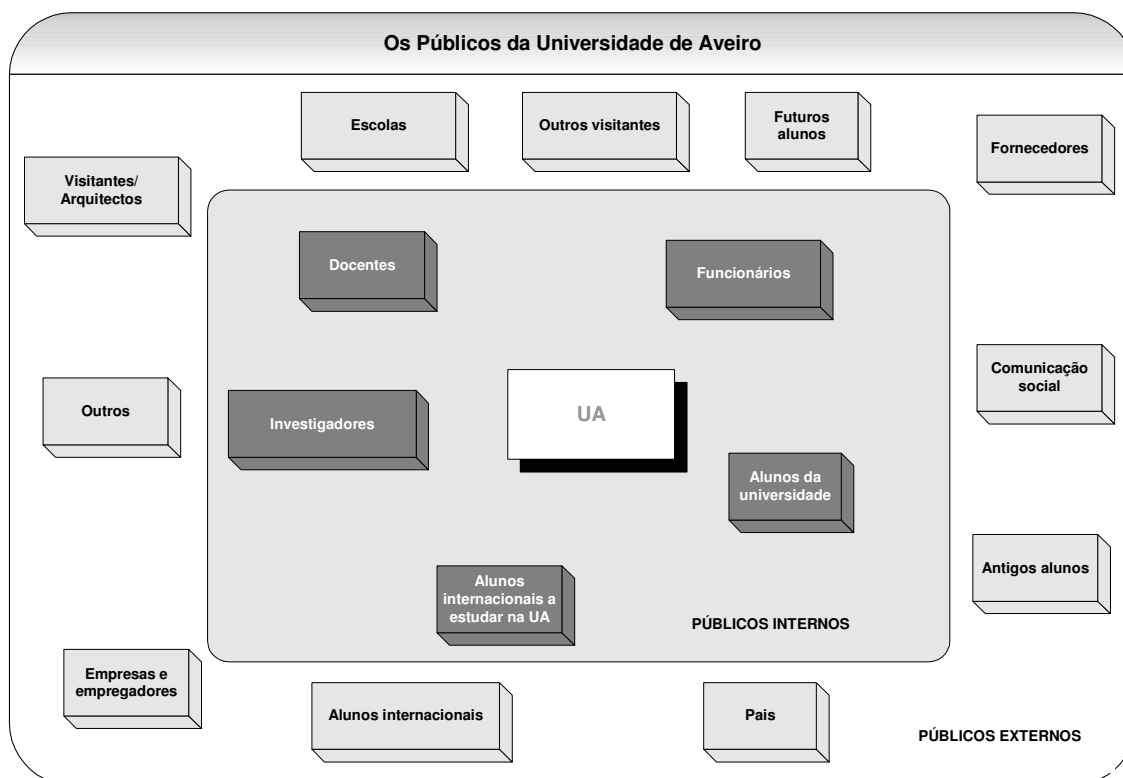 Os Públicos da Universidade de Aveiro
Escolas
Outros visitantes
Futuros
alunos
Fornecedores
Visitantes/
Arquitectos
Docentes
Funcionários
Outros
Investigadores
UA
Comunicação
social
Alunos da
universidade
Antigos alunos
Alunos
internacionais a
estudar na UA
PÚBLICOS INTERNOS
Empresas e
empregadores
Alunos internacionais
Pais
PÚBLICOS EXTERNOS